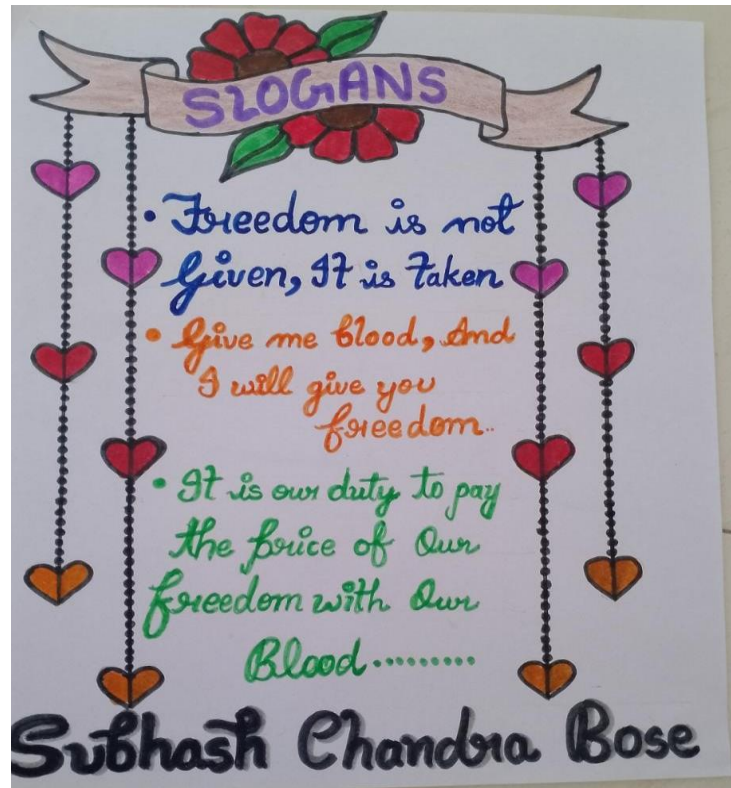 SLOGANS
• Freedom is not
Given, It is Taken
• Give me blood, And
I will give you
freedom..
• It is our duty to pay
the price of Our
freedom with Our
Blood.........
Subhash Chandra Bose